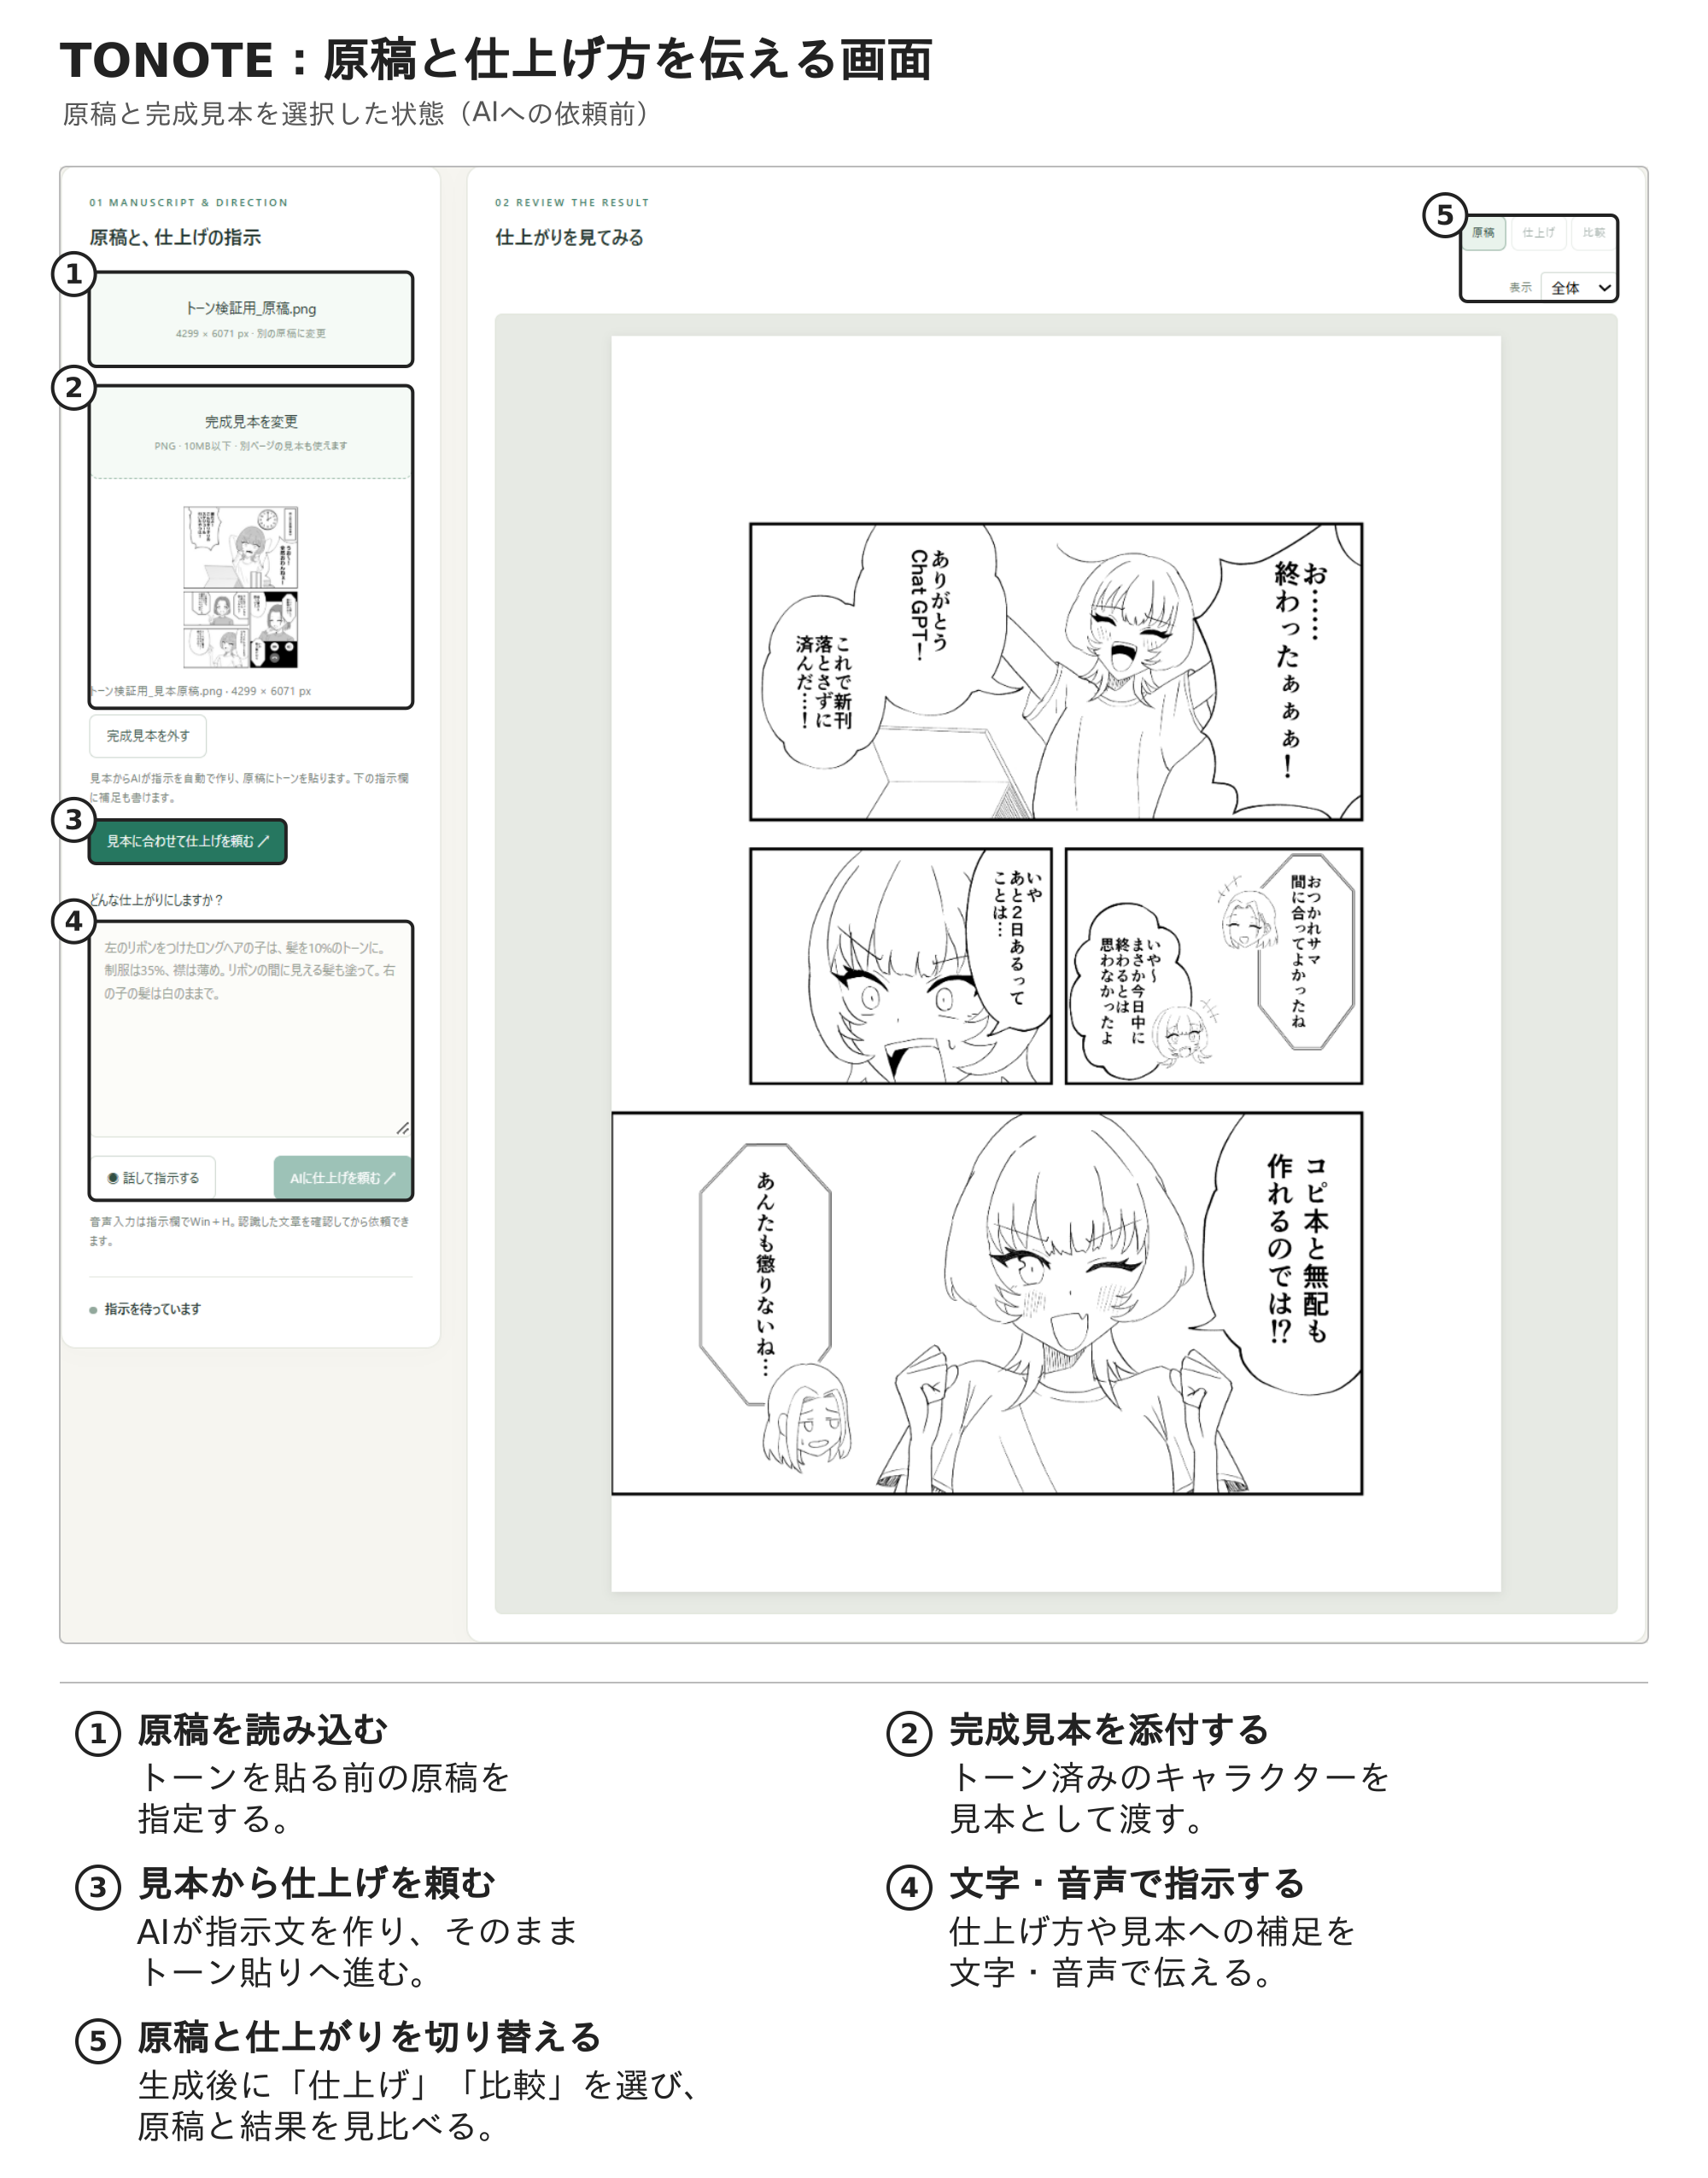 TONOTE：原稿と仕上げ方を伝える画面
原稿と完成見本を選択した状態（AIへの依頼前）
01 MANUSCRIPT & DIRECTION
原稿と、仕上げの指示
1
トーン検証用_原稿.png
4299 × 6071 px · 別の原稿に変更
2
完成見本を変更
PNG · 10MB以下 · 別ページの見本も使えます
トーン検証用_見本原稿.png · 4299 × 6071 px
完成見本を外す
見本からAIが指示を自動で作り、原稿にトーンを貼ります。下の指示欄
に補足も書けます。
3
見本に合わせて仕上げを頼む
どんな仕上がりにしますか？
4
左のリボンをつけたロングヘアの子は、髪を10%のトーンに。
制服は35%、襟は薄め。リボンの間に見える髪も塗って。右
の子の髪は白のままで。
◉ 話して指示する
AIに仕上げを頼む
音声入力は指示欄でWin＋H。認識した文章を確認してから依頼でき
ます。
指示を待っています
02 REVIEW THE RESULT
仕上がりを見てみる
5
原稿
仕上げ
比較
表示
全体
お……
終わったぁぁぁ！
ありがとう
Chat GPT！
これで新刊
落とさずに
済んだ…！
おつかれサマ
間に合ってよかったね
いや〜
まさか今日中に
終わるとは
思わなかったよ
いや
あと2日あるって
ことは…
コピ本と無配も
作れるのでは!?
あんたも懲りないね…
1 原稿を読み込む
トーンを貼る前の原稿を
指定する。
2 完成見本を添付する
トーン済みのキャラクターを
見本として渡す。
3 見本から仕上げを頼む
AIが指示文を作り、そのまま
トーン貼りへ進む。
4 文字・音声で指示する
仕上げ方や見本への補足を
文字・音声で伝える。
5 原稿と仕上がりを切り替える
生成後に「仕上げ」「比較」を選び、
原稿と結果を見比べる。